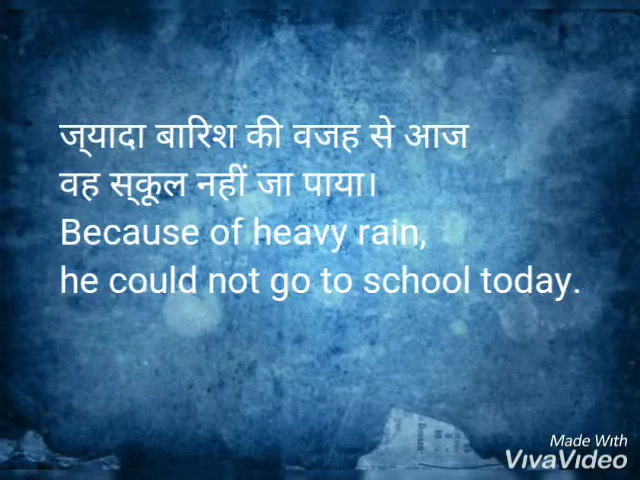 ज्यादा बारिश की वजह से आज
वह स्कूल नहीं जा पाया।
Because of heavy rain,
he could not go to school today.
Made With
VivaVideo